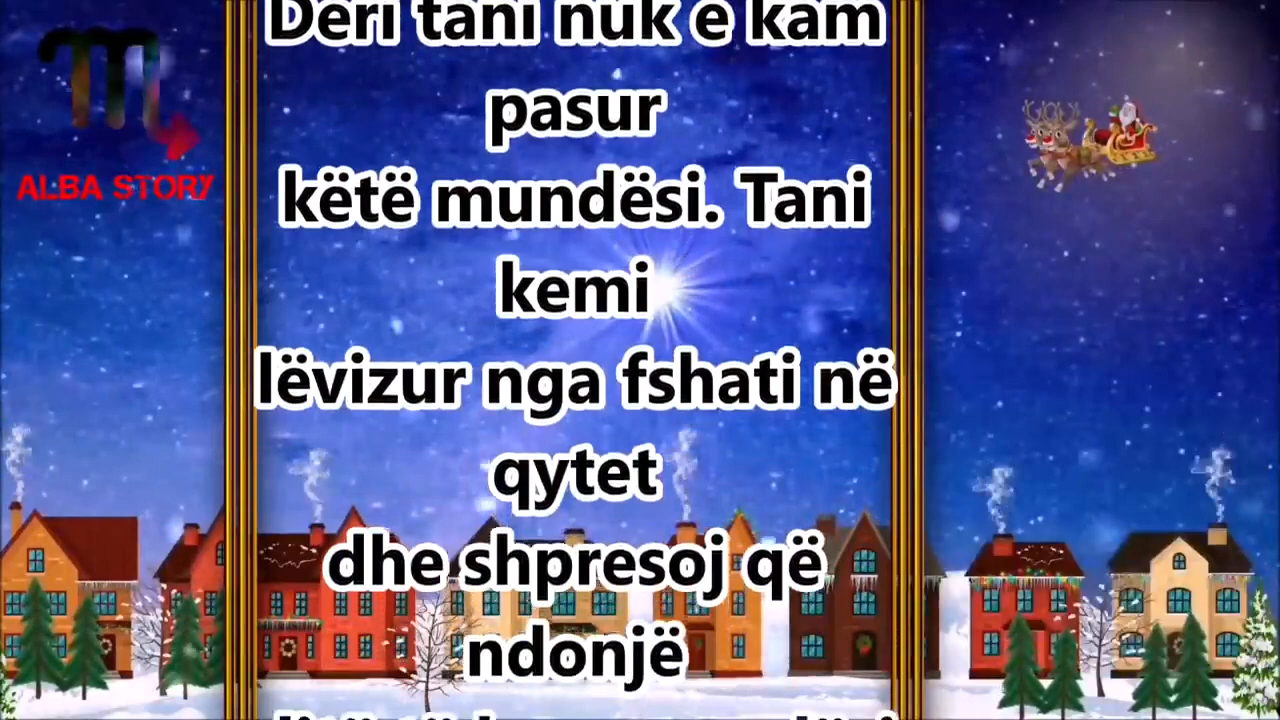 ALBA STORY
Deri tani nuk e kam
pasur
këtë mundësi. Tani
kemi
lëvizur nga fshati në
qytet
dhe shpresoj që
ndonjë